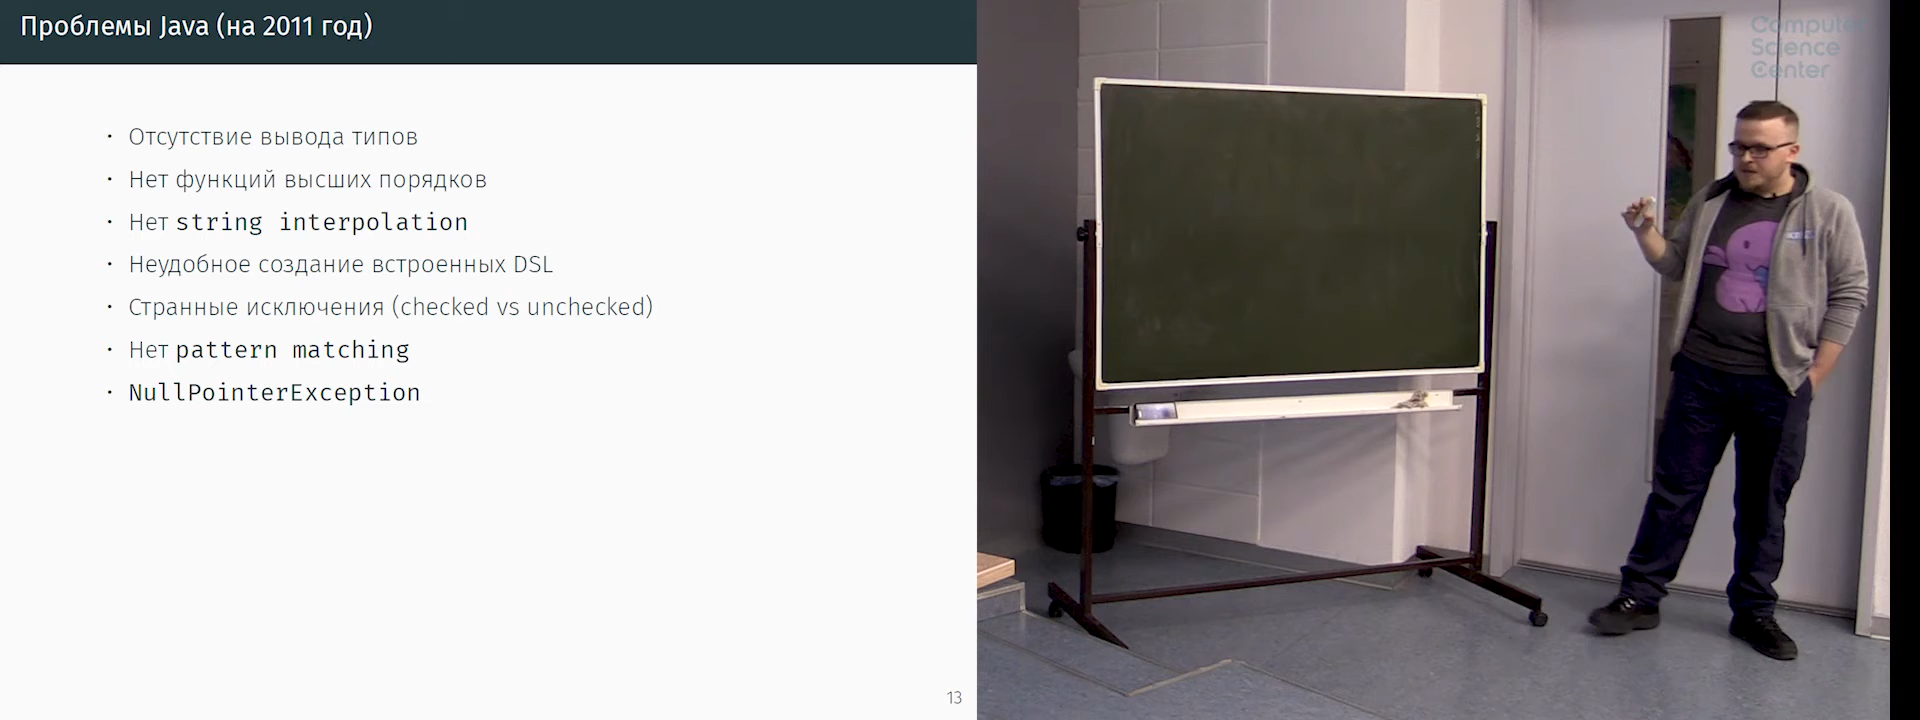 Проблемы Java (на 2011 год)
• Отсутствие вывода типов
• Нет функций высших порядков
• Нет string interpolation
• Неудобное создание встроенных DSL
• Странные исключения (checked vs unchecked)
• Нет pattern matching
• NullPointerException
13
Computer
Science
Center